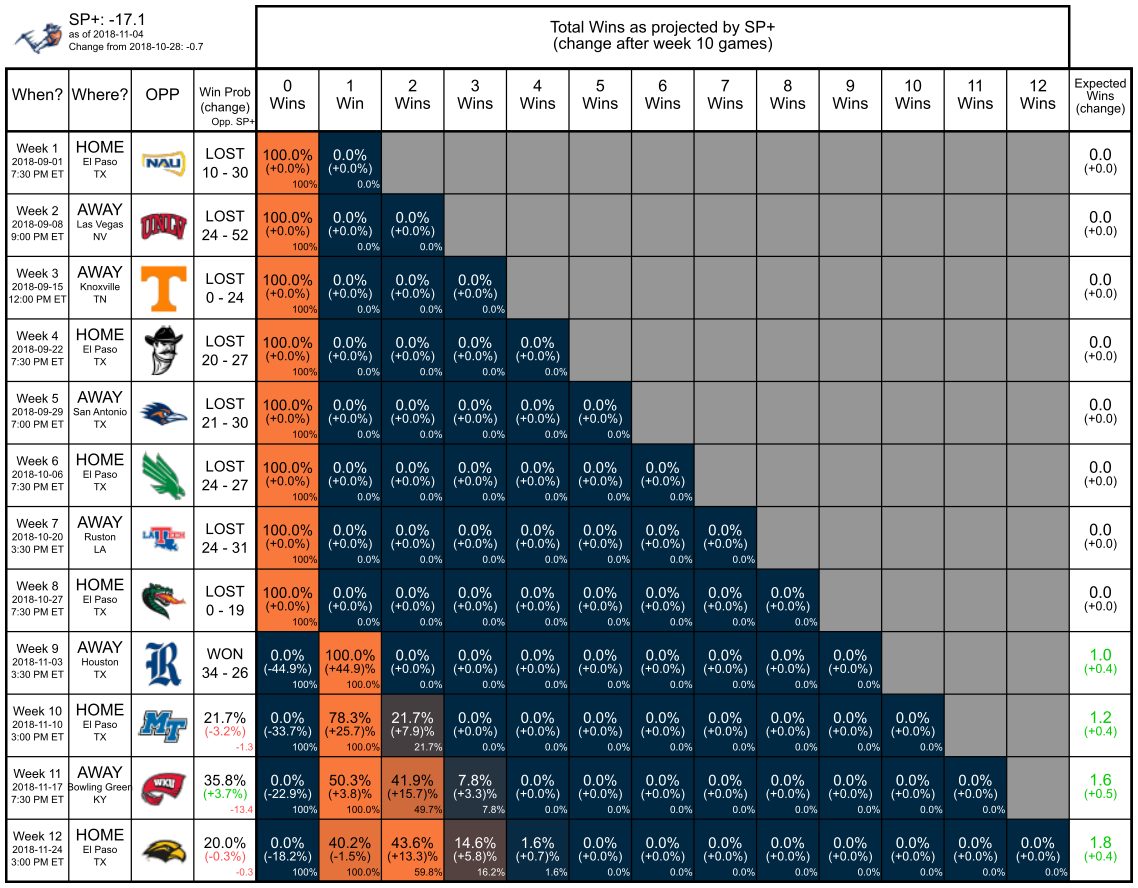 SP+: -17.1
as of 2018-11-04
Change from 2018-10-28: -0.7
Total Wins as projected by SP+
(change after week 10 games)
When? Where? OPP Win Prob (change) Opp. SP+ 0 Wins 1 Win 2 Wins 3 Wins 4 Wins 5 Wins 6 Wins 7 Wins 8 Wins 9 Wins 10 Wins 11 Wins 12 Wins Expected Wins (change)
Week 1 HOME LOST 100.0% 0.0% 0.0
2018-09-01 El Paso NAU (+0.0%) (+0.0%) (+0.0)
7:30 PM ET TX 10 - 30 100% 0.0%
Week 2 AWAY LOST 100.0% 0.0% 0.0% 0.0
2018-09-08 Las Vegas UNLV (+0.0%) (+0.0%) (+0.0%) (+0.0)
9:00 PM ET NV 24 - 52 100% 0.0% 0.0%
Week 3 AWAY LOST 100.0% 0.0% 0.0% 0.0% 0.0
2018-09-15 Knoxville T (+0.0%) (+0.0%) (+0.0%) (+0.0%) (+0.0)
12:00 PM ET TN 0 - 24 100% 0.0% 0.0% 0.0%
Week 4 HOME LOST 100.0% 0.0% 0.0% 0.0% 0.0% 0.0
2018-09-22 El Paso (+0.0%) (+0.0%) (+0.0%) (+0.0%) (+0.0%) (+0.0)
7:30 PM ET TX 20 - 27 100% 0.0% 0.0% 0.0% 0.0%
Week 5 AWAY LOST 100.0% 0.0% 0.0% 0.0% 0.0% 0.0% 0.0
2018-09-29 San Antonio (+0.0%) (+0.0%) (+0.0%) (+0.0%) (+0.0%) (+0.0%) (+0.0)
7:00 PM ET TX 21 - 30 100% 0.0% 0.0% 0.0% 0.0% 0.0%
Week 6 HOME LOST 100.0% 0.0% 0.0% 0.0% 0.0% 0.0% 0.0% 0.0
2018-10-06 El Paso (+0.0%) (+0.0%) (+0.0%) (+0.0%) (+0.0%) (+0.0%) (+0.0%) (+0.0)
7:30 PM ET TX 24 - 27 100% 0.0% 0.0% 0.0% 0.0% 0.0% 0.0%
Week 7 AWAY LOST 100.0% 0.0% 0.0% 0.0% 0.0% 0.0% 0.0% 0.0% 0.0
2018-10-20 Ruston LA TECH (+0.0%) (+0.0%) (+0.0%) (+0.0%) (+0.0%) (+0.0%) (+0.0%) (+0.0%) (+0.0)
3:30 PM ET LA 24 - 31 100% 0.0% 0.0% 0.0% 0.0% 0.0% 0.0% 0.0%
Week 8 HOME LOST 100.0% 0.0% 0.0% 0.0% 0.0% 0.0% 0.0% 0.0% 0.0% 0.0
2018-10-27 El Paso (+0.0%) (+0.0%) (+0.0%) (+0.0%) (+0.0%) (+0.0%) (+0.0%) (+0.0%) (+0.0%) (+0.0)
7:30 PM ET TX 0 - 19 100% 0.0% 0.0% 0.0% 0.0% 0.0% 0.0% 0.0% 0.0%
Week 9 AWAY WON 0.0% 100.0% 0.0% 0.0% 0.0% 0.0% 0.0% 0.0% 0.0% 0.0% 1.0
2018-11-03 Houston R (-44.9%) (+44.9)% (+0.0%) (+0.0%) (+0.0%) (+0.0%) (+0.0%) (+0.0%) (+0.0%) (+0.0%) (+0.4)
3:30 PM ET TX 34 - 26 100% 100.0% 0.0% 0.0% 0.0% 0.0% 0.0% 0.0% 0.0% 0.0%
Week 10 HOME 21.7% 0.0% 78.3% 21.7% 0.0% 0.0% 0.0% 0.0% 0.0% 0.0% 0.0% 0.0% 1.2
2018-11-10 El Paso MT (-3.2%) (-33.7%) (+25.7)% (+7.9)% (+0.0%) (+0.0%) (+0.0%) (+0.0%) (+0.0%) (+0.0%) (+0.0%) (+0.0%) (+0.4)
3:00 PM ET TX -1.3 100% 100.0% 21.7% 0.0% 0.0% 0.0% 0.0% 0.0% 0.0% 0.0% 0.0%
Week 11 AWAY 35.8% 0.0% 50.3% 41.9% 7.8% 0.0% 0.0% 0.0% 0.0% 0.0% 0.0% 0.0% 0.0% 1.6
2018-11-17 Bowling Green WKU (+3.7%) (-22.9%) (+3.8)% (+15.7)% (+3.3)% (+0.0%) (+0.0%) (+0.0%) (+0.0%) (+0.0%) (+0.0%) (+0.0%) (+0.0%) (+0.5)
7:30 PM ET KY -13.4 100% 100.0% 49.7% 7.8% 0.0% 0.0% 0.0% 0.0% 0.0% 0.0% 0.0% 0.0%
Week 12 HOME 20.0% 0.0% 40.2% 43.6% 14.6% 1.6% 0.0% 0.0% 0.0% 0.0% 0.0% 0.0% 0.0% 0.0% 1.8
2018-11-24 El Paso (-0.3%) (-18.2%) (-1.5%) (+13.3)% (+5.8)% (+0.7)% (+0.0%) (+0.0%) (+0.0%) (+0.0%) (+0.0%) (+0.0%) (+0.0%) (+0.0%) (+0.4)
3:00 PM ET TX -0.3 100% 100.0% 59.8% 16.2% 1.6% 0.0% 0.0% 0.0% 0.0% 0.0% 0.0% 0.0% 0.0%